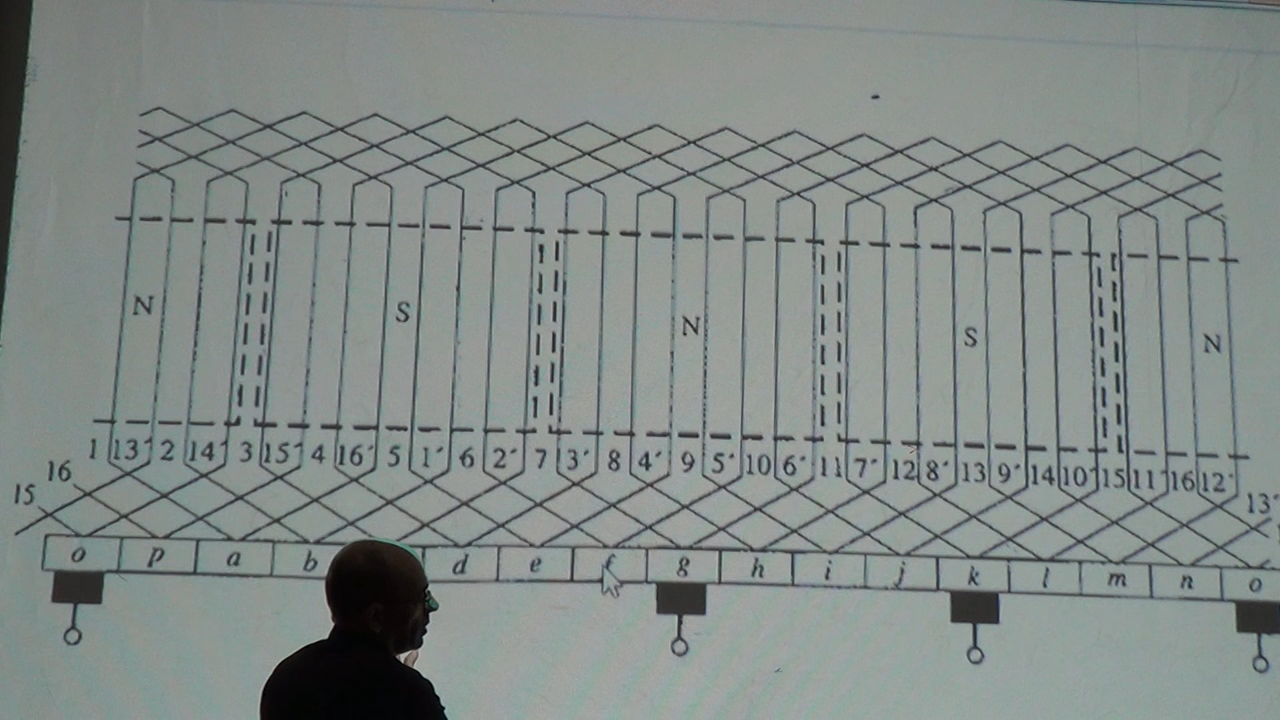 N S N S N
1 13' 2 14' 3 15' 4 16' 5 1' 6 2' 7 3' 8 4' 9 5' 10 6' 11 7' 12 8' 13 9' 14 10' 15 11' 16 12' 13'
16
15
o p a b d e f g h i j k l m n o